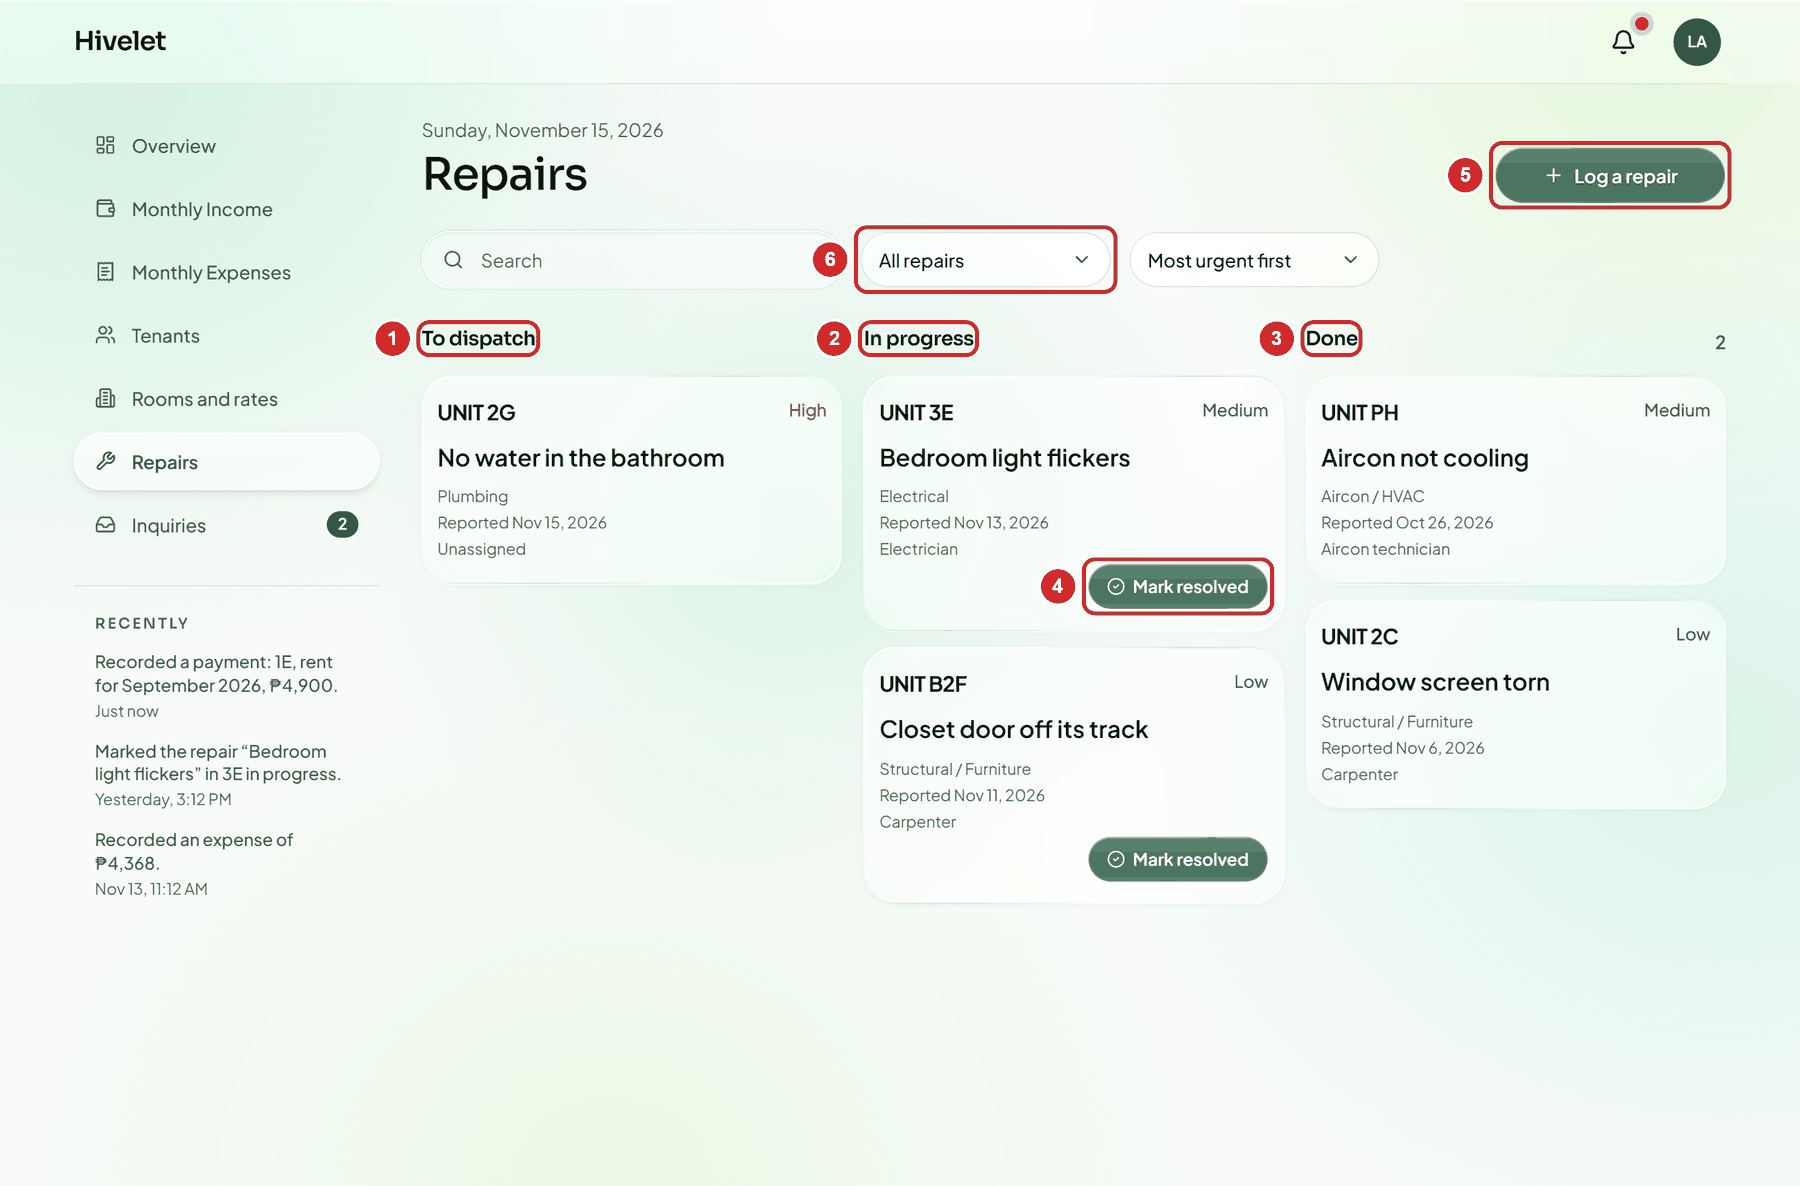 Hivelet
LA
Overview
Monthly Income
Monthly Expenses
Tenants
Rooms and rates
Repairs
Inquiries
2
RECENTLY
Recorded a payment: 1E, rent
for September 2026, ₱4,900.
Just now
Marked the repair “Bedroom
light flickers” in 3E in progress.
Yesterday, 3:12 PM
Recorded an expense of
₱4,368.
Nov 13, 11:12 AM
Sunday, November 15, 2026
Repairs
5
Log a repair
Search
6
All repairs
Most urgent first
1
To dispatch
UNIT 2G
High
No water in the bathroom
Plumbing
Reported Nov 15, 2026
Unassigned
2
In progress
UNIT 3E
Medium
Bedroom light flickers
Electrical
Reported Nov 13, 2026
Electrician
4
Mark resolved
UNIT B2F
Low
Closet door off its track
Structural / Furniture
Reported Nov 11, 2026
Carpenter
Mark resolved
3
Done
2
UNIT PH
Medium
Aircon not cooling
Aircon / HVAC
Reported Oct 26, 2026
Aircon technician
UNIT 2C
Low
Window screen torn
Structural / Furniture
Reported Nov 6, 2026
Carpenter